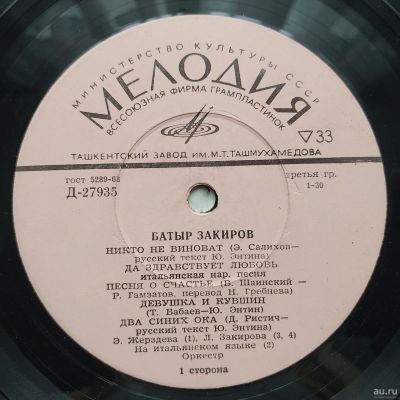 МИНИСТЕРСТВО КУЛЬТУРЫ СССР
МЕЛОДИЯ
ВСЕСОЮЗНАЯ ФИРМА ГРАМПЛАСТИНОК
33
ТАШКЕНТСКИЙ ЗАВОД ИМ. М.Т. ТАШМУХАМЕДОВА
гост 5289-68
третья гр.
Д-27935
1-30
БАТЫР ЗАКИРОВ
НИКТО НЕ ВИНОВАТ (Э. Салихов–
русский текст Ю. Энтина)
ДА ЗДРАВСТВУЕТ ЛЮБОВЬ
итальянская нар. песня
ПЕСНЯ О СЧАСТЬЕ (В. Шаинский –
Р. Гамзатов, перевод Н. Гребнева)
ДЕВУШКА И КУВШИН
(Т. Бабаев–Ю. Энтин)
ДВА СИНИХ ОКА (Д. Ристич–
русский текст Ю. Энтина)
Э. Жерздева (1), Л. Закирова (3, 4)
На итальянском языке (2)
Оркестр
1 сторона
au.ru